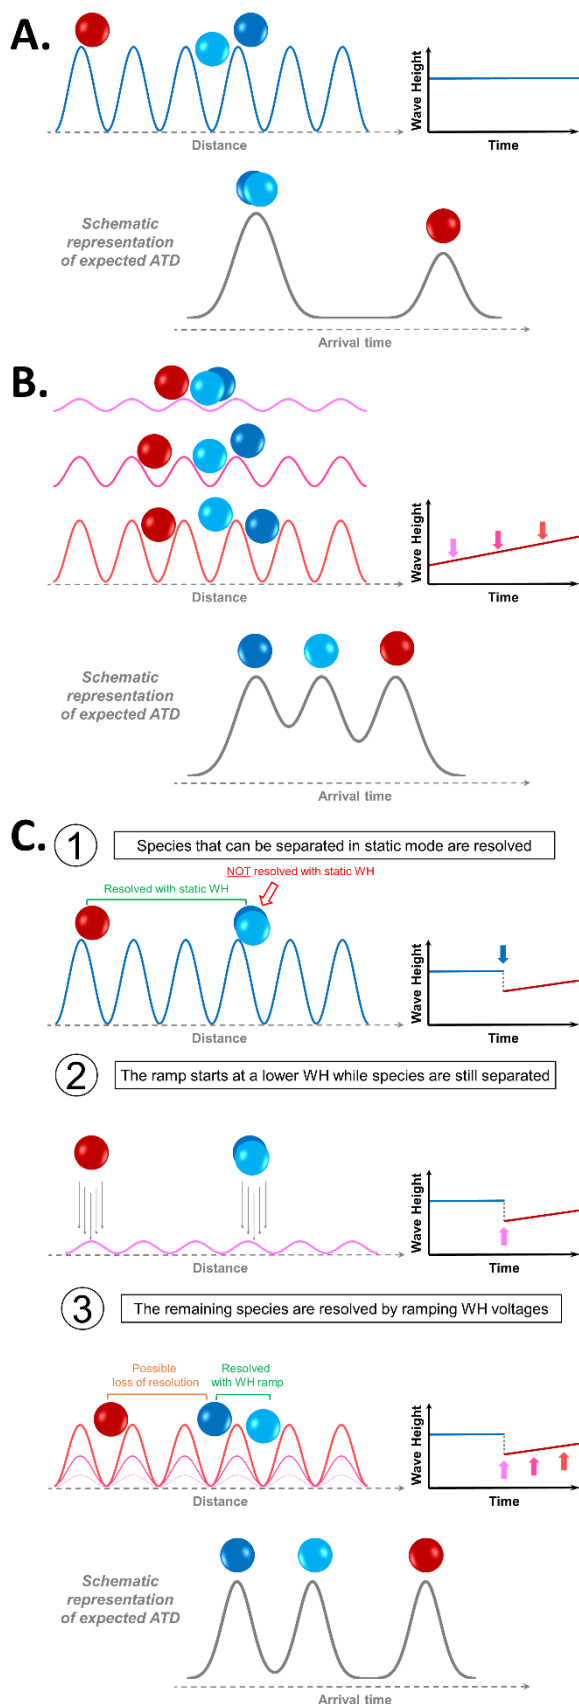 A.
Wave Height
Distance
Time
Schematic
representation
of expected ATD
Arrival time
B.
Wave Height
Distance
Time
Schematic
representation
of expected ATD
Arrival time
C.
1
Species that can be separated in static mode are resolved
NOT resolved with static WH
Resolved with static WH
Wave Height
Distance
Time
2
The ramp starts at a lower WH while species are still separated
Wave Height
Distance
Time
3
The remaining species are resolved by ramping WH voltages
Possible
loss of resolution
Resolved
with WH ramp
Wave Height
Distance
Time
Schematic
representation
of expected ATD
Arrival time